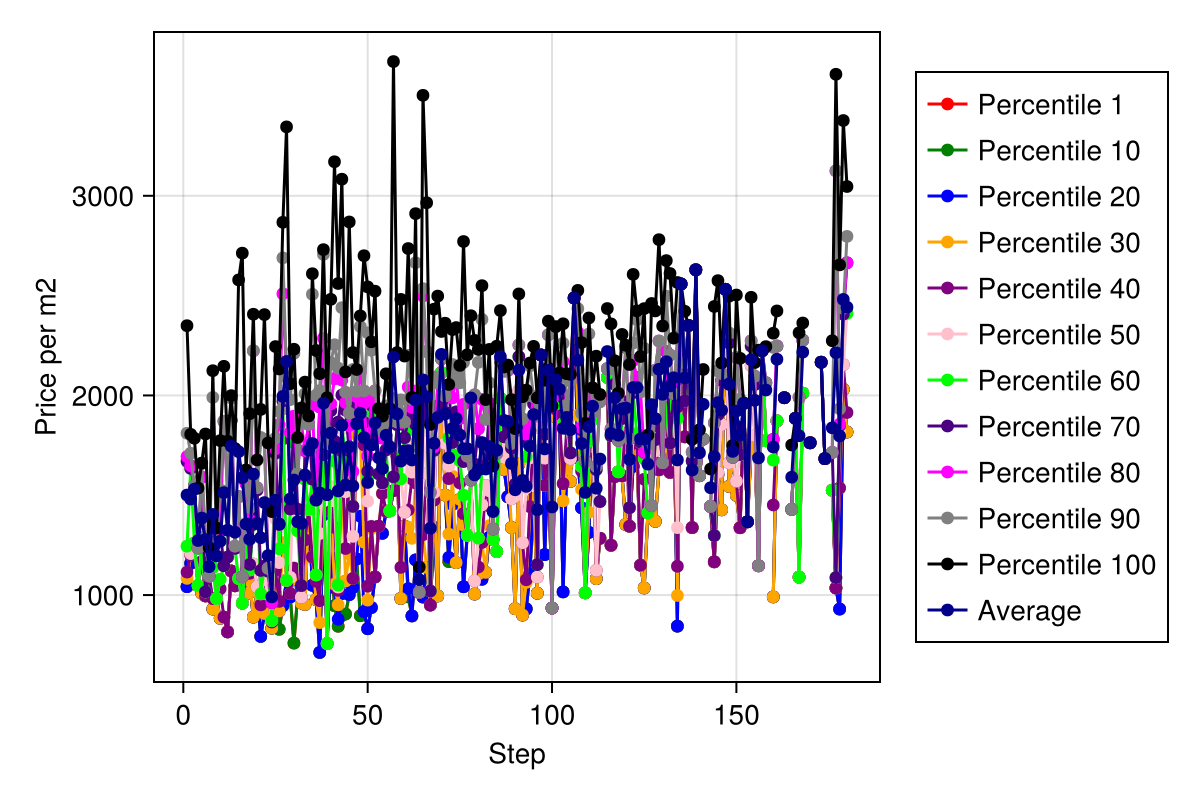 3000
2000
1000
Price per m2
0
50
100
150
Step
Percentile 1
Percentile 10
Percentile 20
Percentile 30
Percentile 40
Percentile 50
Percentile 60
Percentile 70
Percentile 80
Percentile 90
Percentile 100
Average